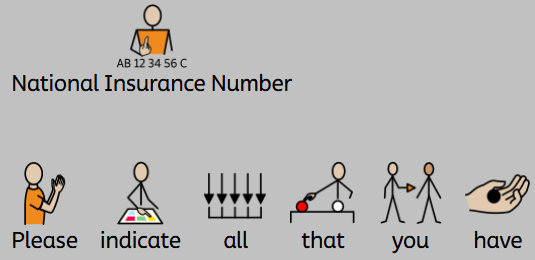 AB 12 34 56 C
National Insurance Number
Please indicate all that you have